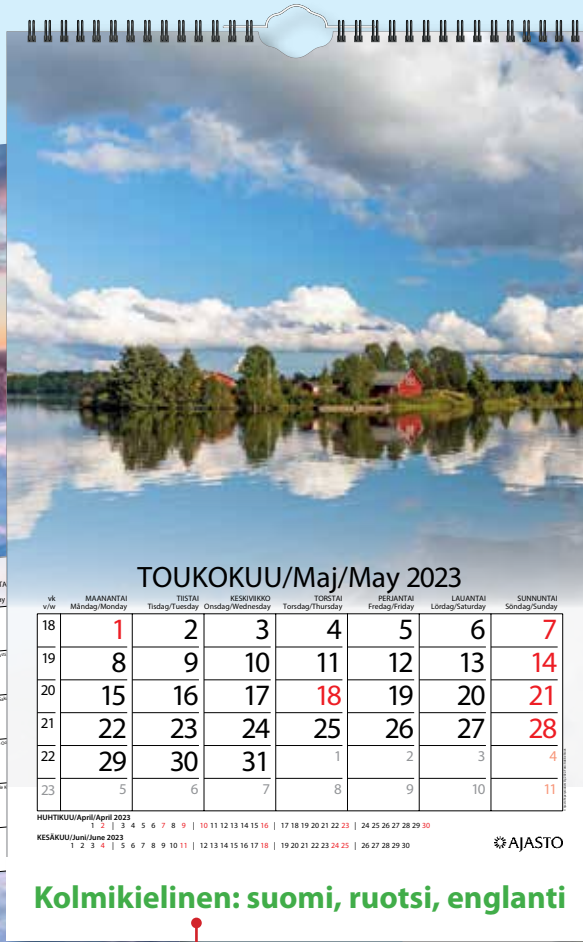 TOUKOKUU/Maj/May 2023
vk MAANANTAI TIISTAI KESKIVIIKKO TORSTAI PERJANTAI LAUANTAI SUNNUNTAI
v/w Måndag/Monday Tisdag/Tuesday Onsdag/Wednesday Torsdag/Thursday Fredag/Friday Lördag/Saturday Söndag/Sunday
18 1 2 3 4 5 6 7
19 8 9 10 11 12 13 14
20 15 16 17 18 19 20 21
21 22 23 24 25 26 27 28
22 29 30 31 1 2 3 4
23 5 6 7 8 9 10 11
HUHTIKUU/April/April 2023
1 2 | 3 4 5 6 7 8 9 | 10 11 12 13 14 15 16 | 17 18 19 20 21 22 23 | 24 25 26 27 28 29 30
KESÄKUU/Juni/June 2023
1 2 3 4 | 5 6 7 8 9 10 11 | 12 13 14 15 16 17 18 | 19 20 21 22 23 24 25 | 26 27 28 29 30
AJASTO
Kolmikielinen: suomi, ruotsi, englanti